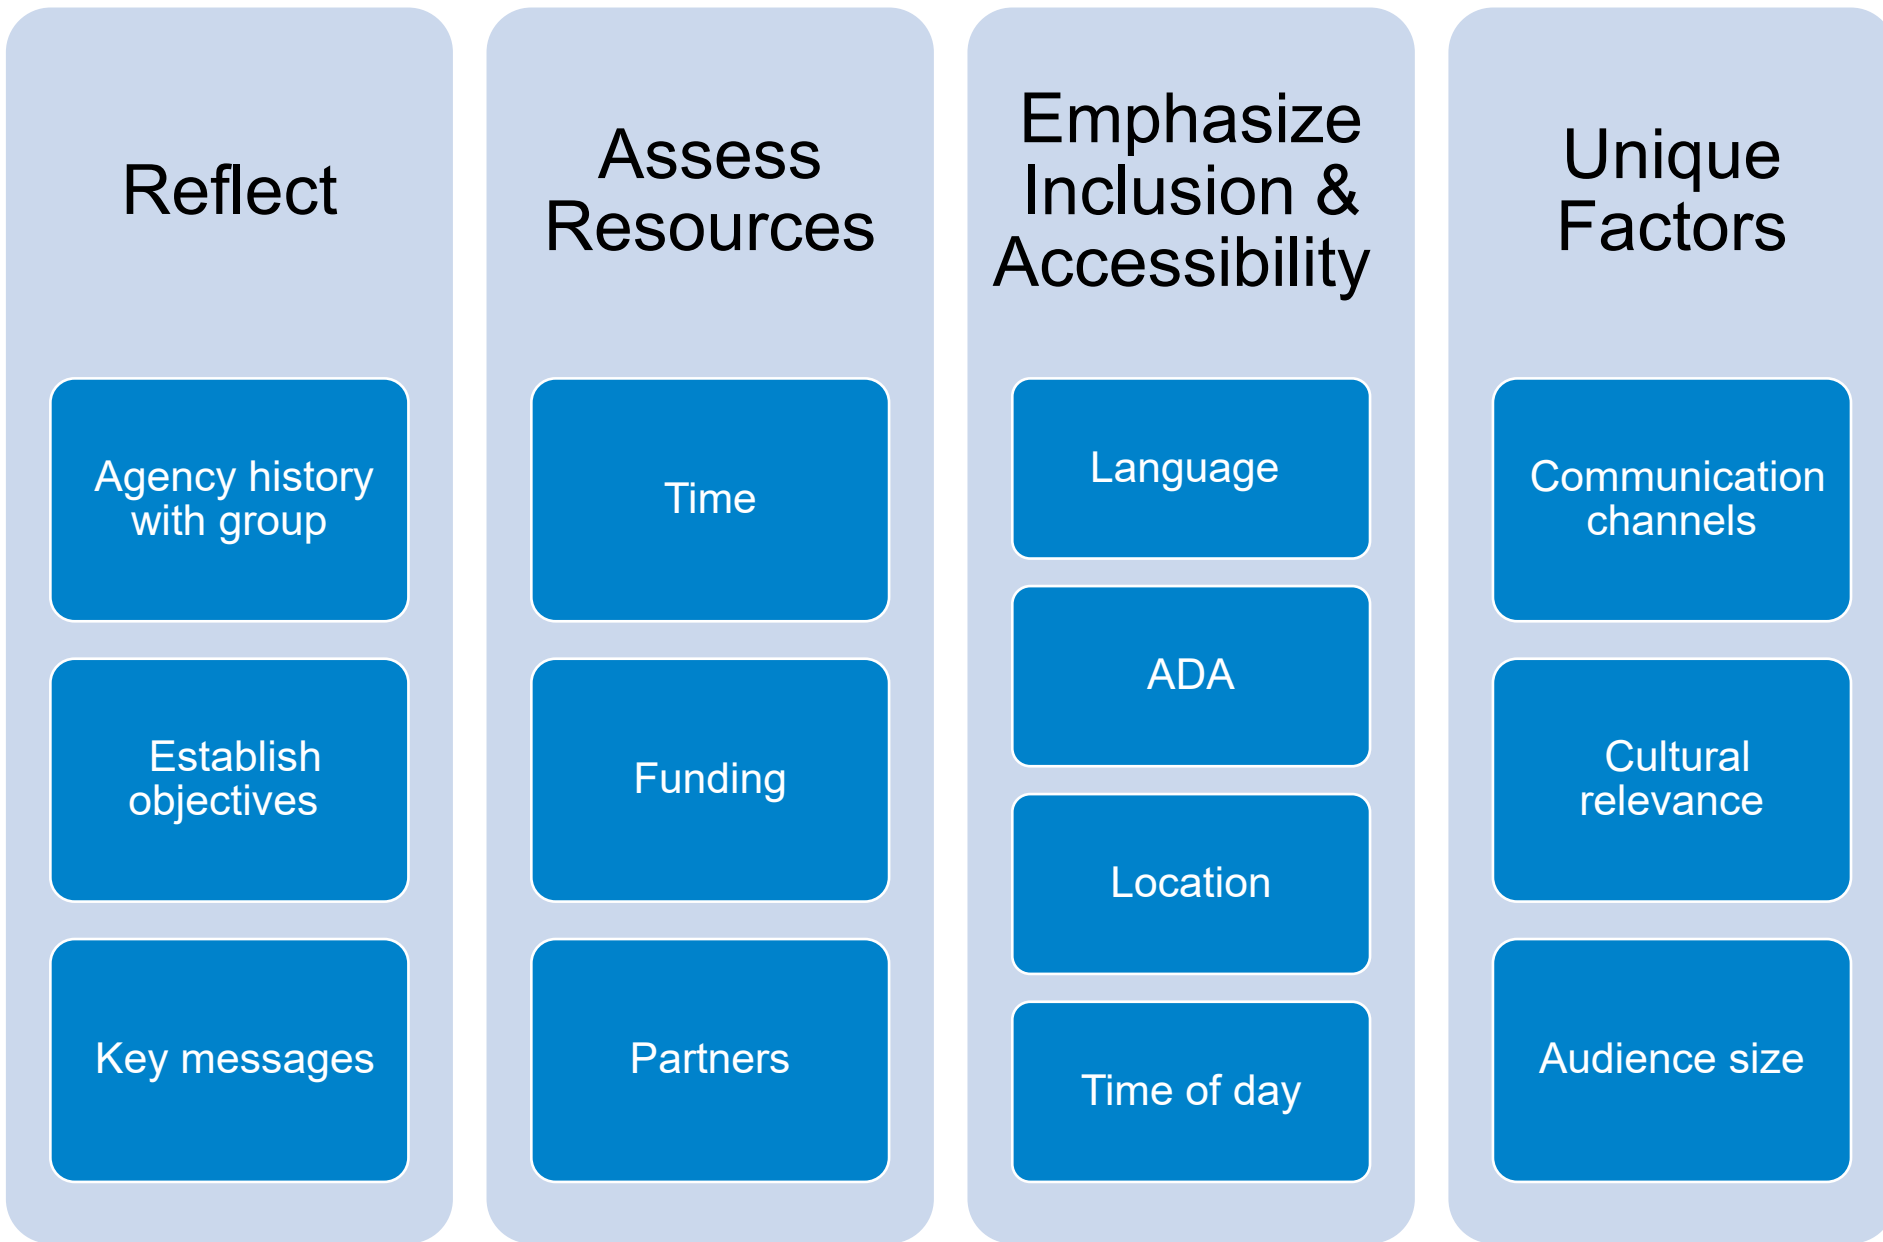 Reflect
Agency history
with group
Establish
objectives
Key messages
Assess
Resources
Time
Funding
Partners
Emphasize
Inclusion &
Accessibility
Language
ADA
Location
Time of day
Unique
Factors
Communication
channels
Cultural
relevance
Audience size